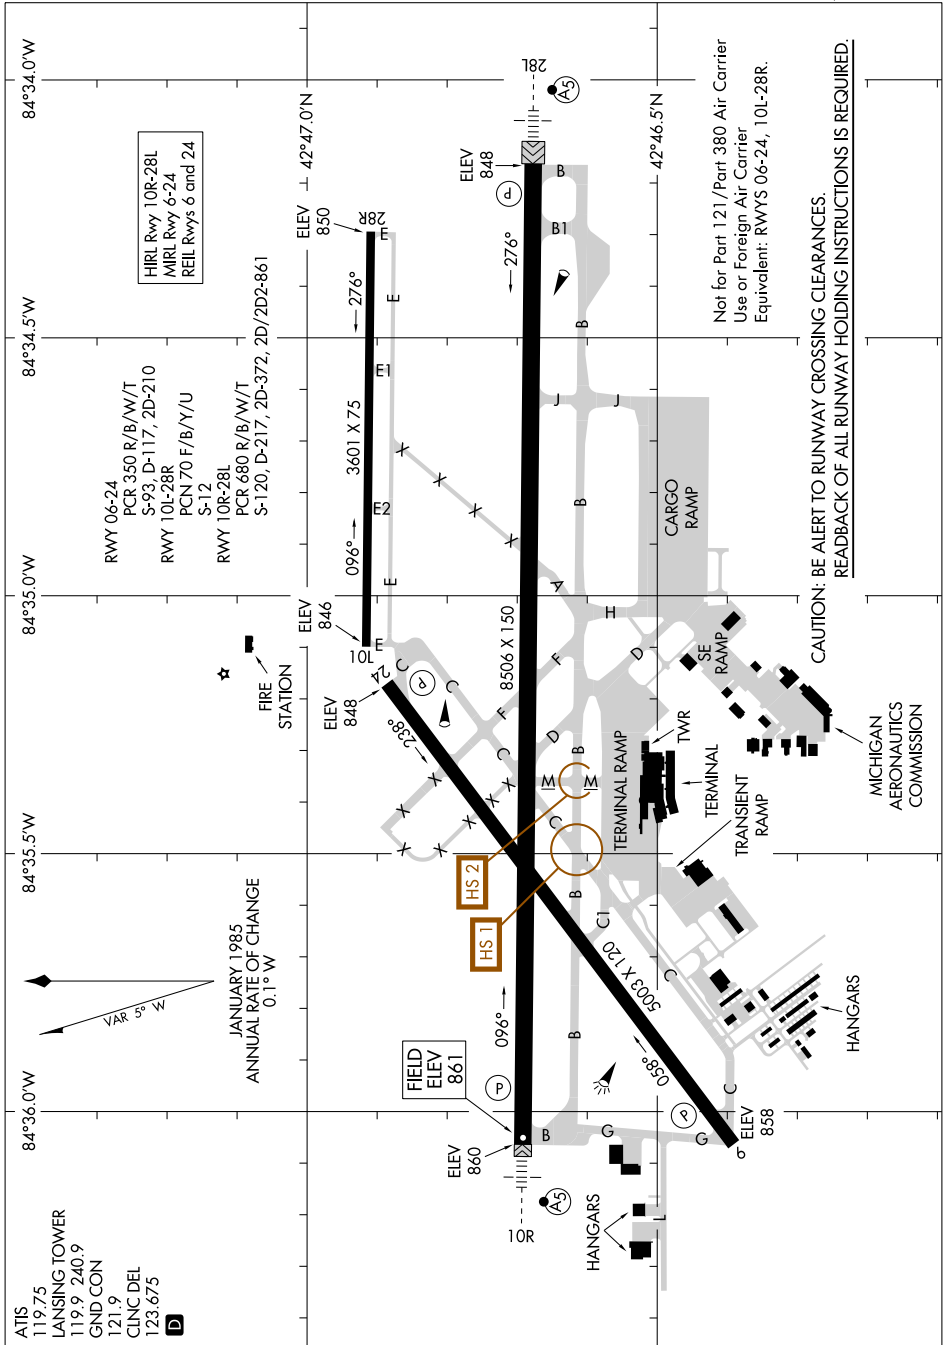 ATIS
119.75
LANSING TOWER
119.9 240.9
GND CON
121.9
CLNC DEL
123.675
D
84°36.0'W
84°35.5'W
84°35.0'W
84°34.5'W
84°34.0'W
VAR 5° W
JANUARY 1985
ANNUAL RATE OF CHANGE
0.1° W
RWY 06-24
PCR 350 R/B/W/T
S-93, D-117, 2D-210
RWY 10L-28R
PCN 70 F/B/Y/U
S-12
RWY 10R-28L
PCR 680 R/B/W/T
S-120, D-217, 2D-372, 2D/2D2-861
HIRL Rwy 10R-28L
MIRL Rwy 6-24
REIL Rwys 6 and 24
42°47.0'N
42°46.5'N
FIRE
STATION
ELEV
846
10L
ELEV
850
28R
096°
3601 X 75
276°
E
E
E2
E1
E
E
ELEV
848
24
238°
C
C
P
X
X
X
X
X
X
X
X
X
X
X
FIELD
ELEV
861
ELEV
860
10R
A5
P
096°
8506 X 150
276°
P
ELEV
848
28L
A5
HS 1
HS 2
B
B
B
B
B
B
B
B1
C
C
C1
C
C
M
M
D
D
F
F
A
H
J
J
G
G
L
P
058°
5003 X 120
6
ELEV
858
HANGARS
HANGARS
TERMINAL RAMP
TWR
TERMINAL
TRANSIENT
RAMP
SE
RAMP
CARGO
RAMP
MICHIGAN
AERONAUTICS
COMMISSION
Not for Part 121/Part 380 Air Carrier
Use or Foreign Air Carrier
Equivalent: RWYS 06-24, 10L-28R.
CAUTION: BE ALERT TO RUNWAY CROSSING CLEARANCES.
READBACK OF ALL RUNWAY HOLDING INSTRUCTIONS IS REQUIRED.